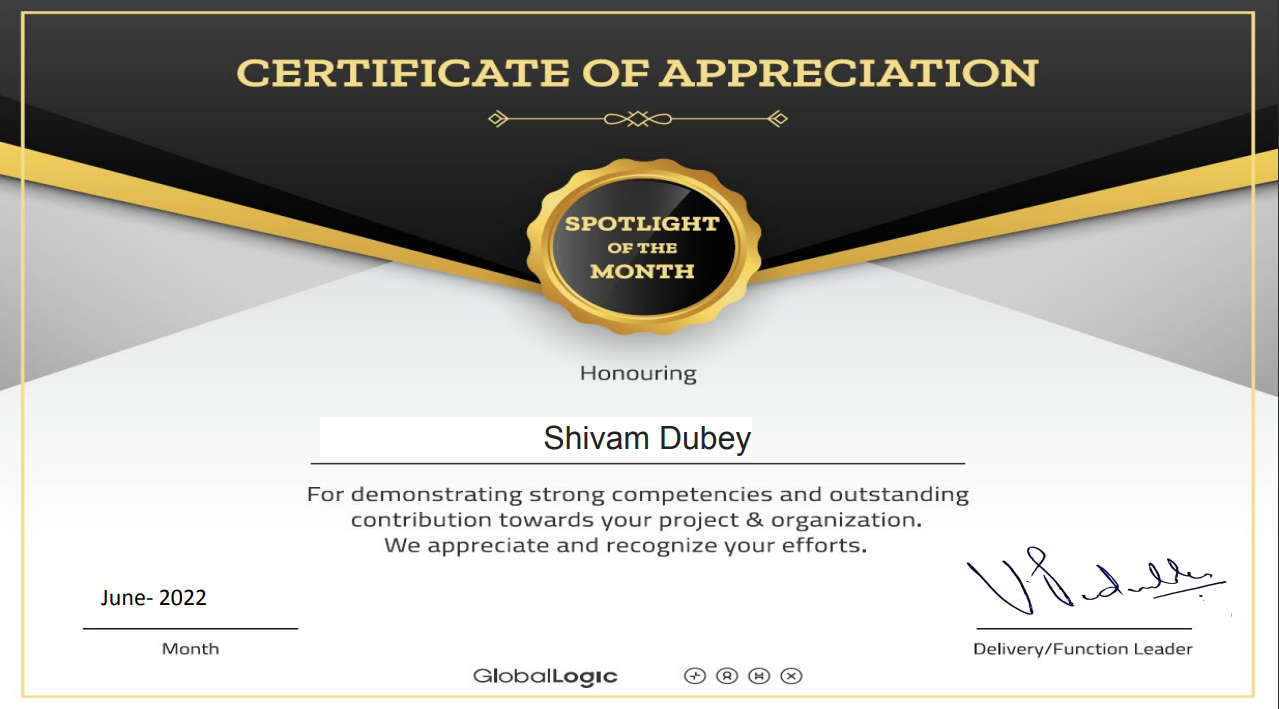 CERTIFICATE OF APPRECIATION
SPOTLIGHT
OF THE
MONTH
Honouring
Shivam Dubey
For demonstrating strong competencies and outstanding
contribution towards your project & organization.
We appreciate and recognize your efforts.
June- 2022
Month
Delivery/Function Leader
GlobalLogic